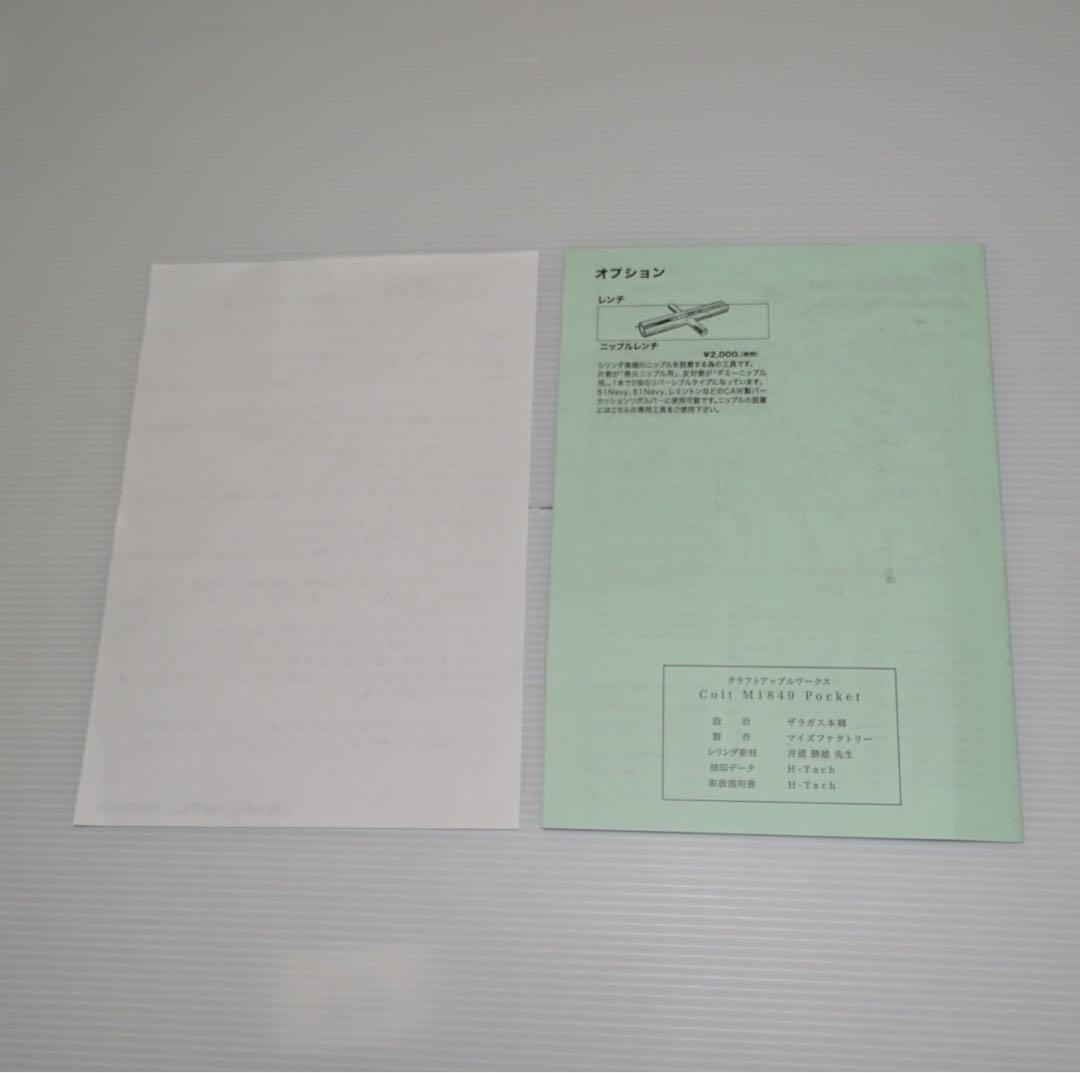 オプション
レンチ
ニップルレンチ
¥2,000.(税別)
シリンダ後端のニップルを脱着する為の工具です。
片側が「発火ニップル用」、反対側が「ダミーニップル
用」。1本で2役のリバーシブルタイプになっています。
51Navy、61Navy、レミントンなどのCAW製パー
カッションリボルバーに使用可能です。ニップルの脱着
にはこちらの専用工具をご使用下さい。
クラフトアップルワークス
Colt M1849 Pocket
設 計 ザラガス本郷
製 作 マイズファクトリー
シリンダ彫刻 井浦 勝雄 先生
刻印データ H-Tach
取扱説明書 H-Tach